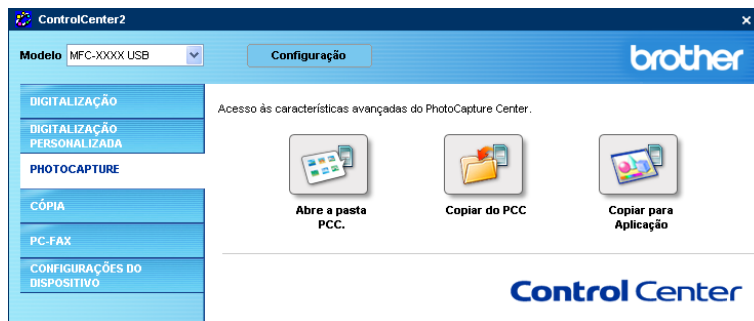 ControlCenter2
Modelo MFC-XXXX USB
Configuração
brother
DIGITALIZAÇÃO
DIGITALIZAÇÃO
PERSONALIZADA
PHOTOCAPTURE
CÓPIA
PC-FAX
CONFIGURAÇÕES DO
DISPOSITIVO
Acesso às características avançadas do PhotoCapture Center.
Abre a pasta
PCC.
Copiar do PCC
Copiar para
Aplicação
Control Center